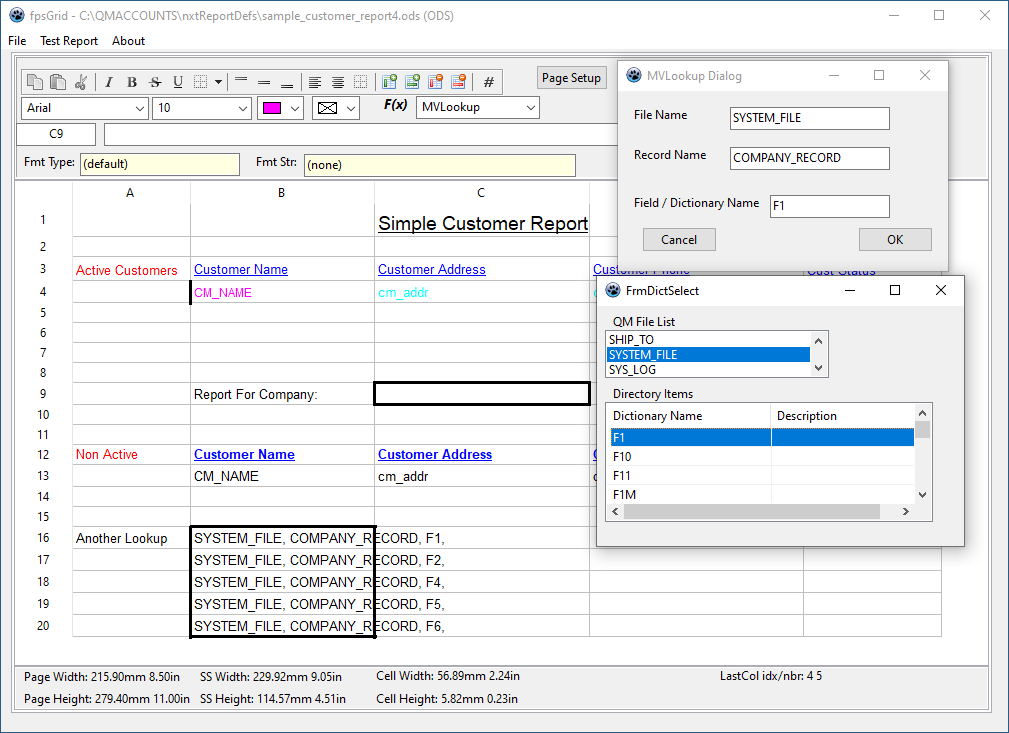 fpsGrid - C:\QMACCOUNTS\nxtReportDefs\sample_customer_report4.ods (ODS)
File Test Report About
I B S U #
Page Setup
Arial 10 F(x) MVLookup
C9
Fmt Type: (default) Fmt Str: (none)
MVLookup Dialog
File Name SYSTEM_FILE
Record Name COMPANY_RECORD
Field / Dictionary Name F1
Cancel OK
A B C
1 Simple Customer Report
2
3 Active Customers Customer Name Customer Address Customer Phone Cust Status
4 CM_NAME cm_addr
5
6
7
8
9 Report For Company:
10
11
12 Non Active Customer Name Customer Address
13 CM_NAME cm_addr
14
15
16 Another Lookup SYSTEM_FILE, COMPANY_RECORD, F1,
17 SYSTEM_FILE, COMPANY_RECORD, F2,
18 SYSTEM_FILE, COMPANY_RECORD, F4,
19 SYSTEM_FILE, COMPANY_RECORD, F5,
20 SYSTEM_FILE, COMPANY_RECORD, F6,
FrmDictSelect
QM File List
SHIP_TO
SYSTEM_FILE
SYS_LOG
Directory Items
Dictionary Name Description
F1
F10
F11
F1M
Page Width: 215.90mm 8.50in SS Width: 229.92mm 9.05in Cell Width: 56.89mm 2.24in LastCol idx/nbr: 4 5
Page Height: 279.40mm 11.00in SS Height: 114.57mm 4.51in Cell Height: 5.82mm 0.23in